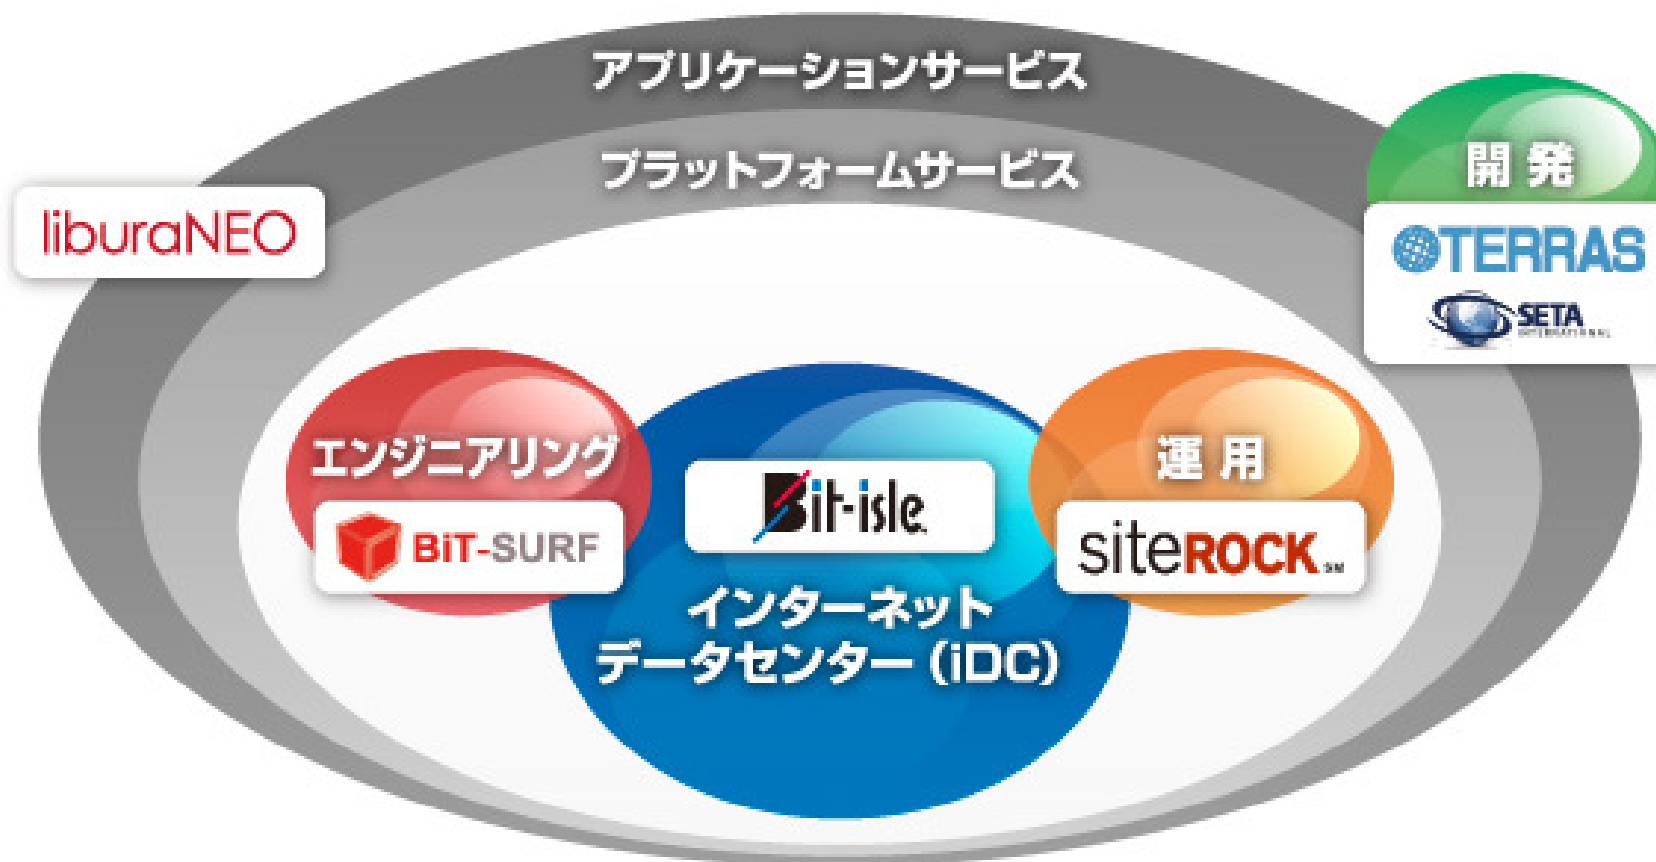 アプリケーションサービス
プラットフォームサービス
liburaNEO
開発
TERRAS
SETA
INTERNATIONAL
エンジニアリング
BiT-SURF
Bit-isle
インターネット
データセンター(iDC)
運用
siteROCK SM